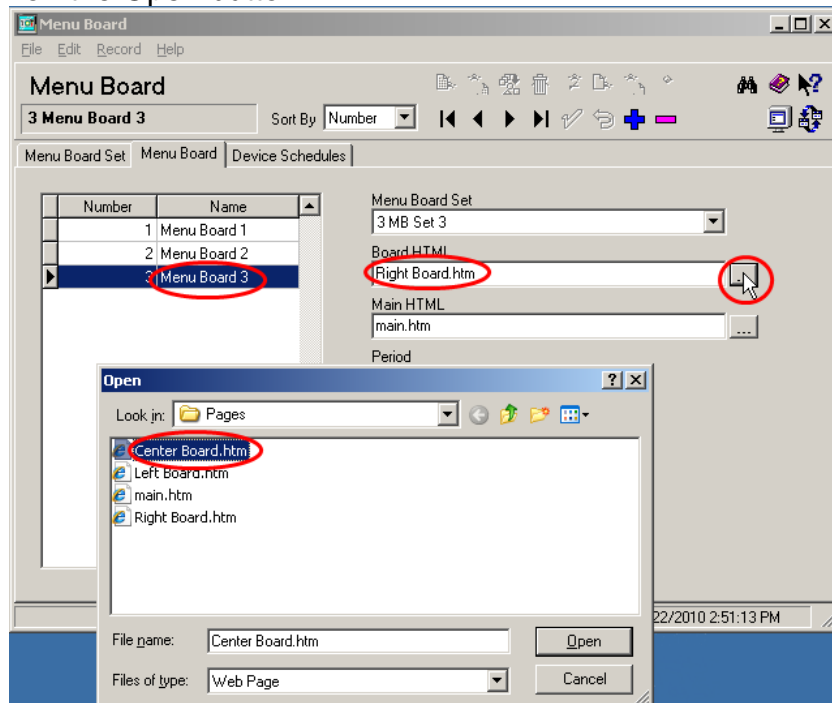 Menu Board
File Edit Record Help
Menu Board
3 Menu Board 3
Sort By Number
Menu Board Set Menu Board Device Schedules
Number Name
1 Menu Board 1
2 Menu Board 2
3 Menu Board 3
Menu Board Set
3 MB Set 3
Board HTML
Right Board.htm
Main HTML
main.htm
...
Period
Open
Look in: Pages
Center Board.htm
Left Board.htm
main.htm
Right Board.htm
22/2010 2:51:13 PM
File name: Center Board.htm Open
Files of type: Web Page Cancel